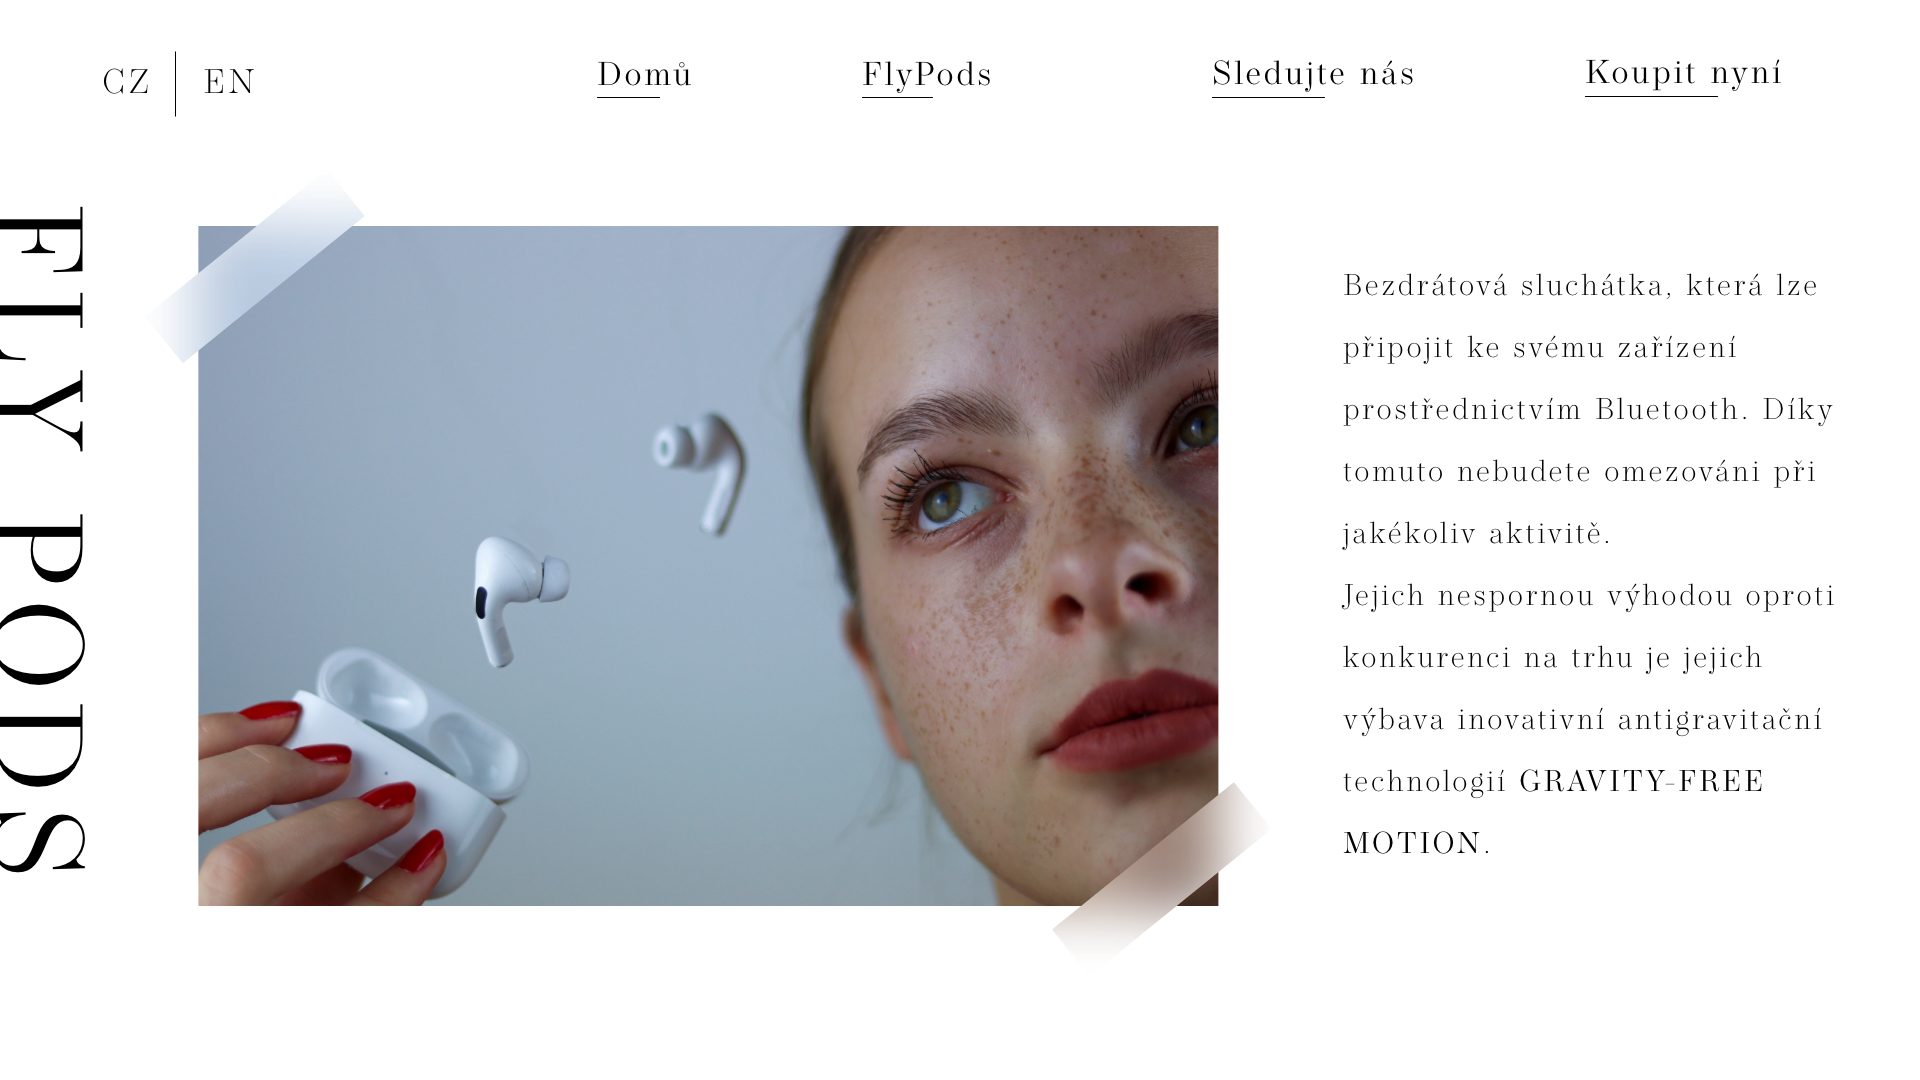 CZ
EN
Domů
FlyPods
Sledujte nás
Koupit nyní
FLY PODS
Bezdrátová sluchátka, která lze
připojit ke svému zařízení
prostřednictvím Bluetooth. Díky
tomuto nebudete omezováni při
jakékoliv aktivitě.
Jejich nespornou výhodou oproti
konkurenci na trhu je jejich
výbava inovativní antigravitační
technologií GRAVITY-FREE
MOTION.